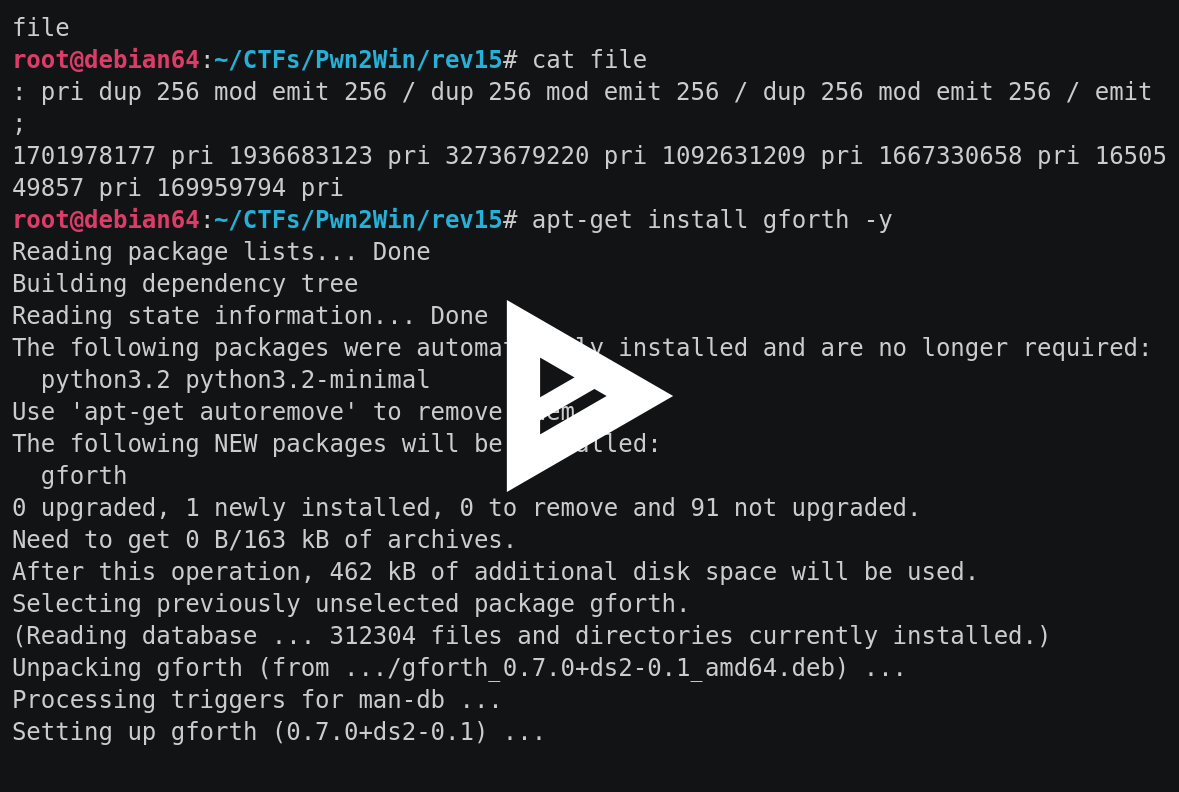 file
root@debian64:~/CTFs/Pwn2Win/rev15# cat file
: pri dup 256 mod emit 256 / dup 256 mod emit 256 / dup 256 mod emit 256 / emit
;
1701978177 pri 1936683123 pri 3273679220 pri 1092631209 pri 1667330658 pri 16505
49857 pri 169959794 pri
root@debian64:~/CTFs/Pwn2Win/rev15# apt-get install gforth -y
Reading package lists... Done
Building dependency tree
Reading state information... Done
The following packages were installed and are no longer required:
  python3.2 python3.2-minimal
Use 'apt-get autoremove' to remove
The following NEW packages will be
  gforth
0 upgraded, 1 newly installed, 0 to remove and 91 not upgraded.
Need to get 0 B/163 kB of archives.
After this operation, 462 kB of additional disk space will be used.
Selecting previously unselected package gforth.
(Reading database ... 312304 files and directories currently installed.)
Unpacking gforth (from .../gforth_0.7.0+ds2-0.1_amd64.deb) ...
Processing triggers for man-db ...
Setting up gforth (0.7.0+ds2-0.1) ...